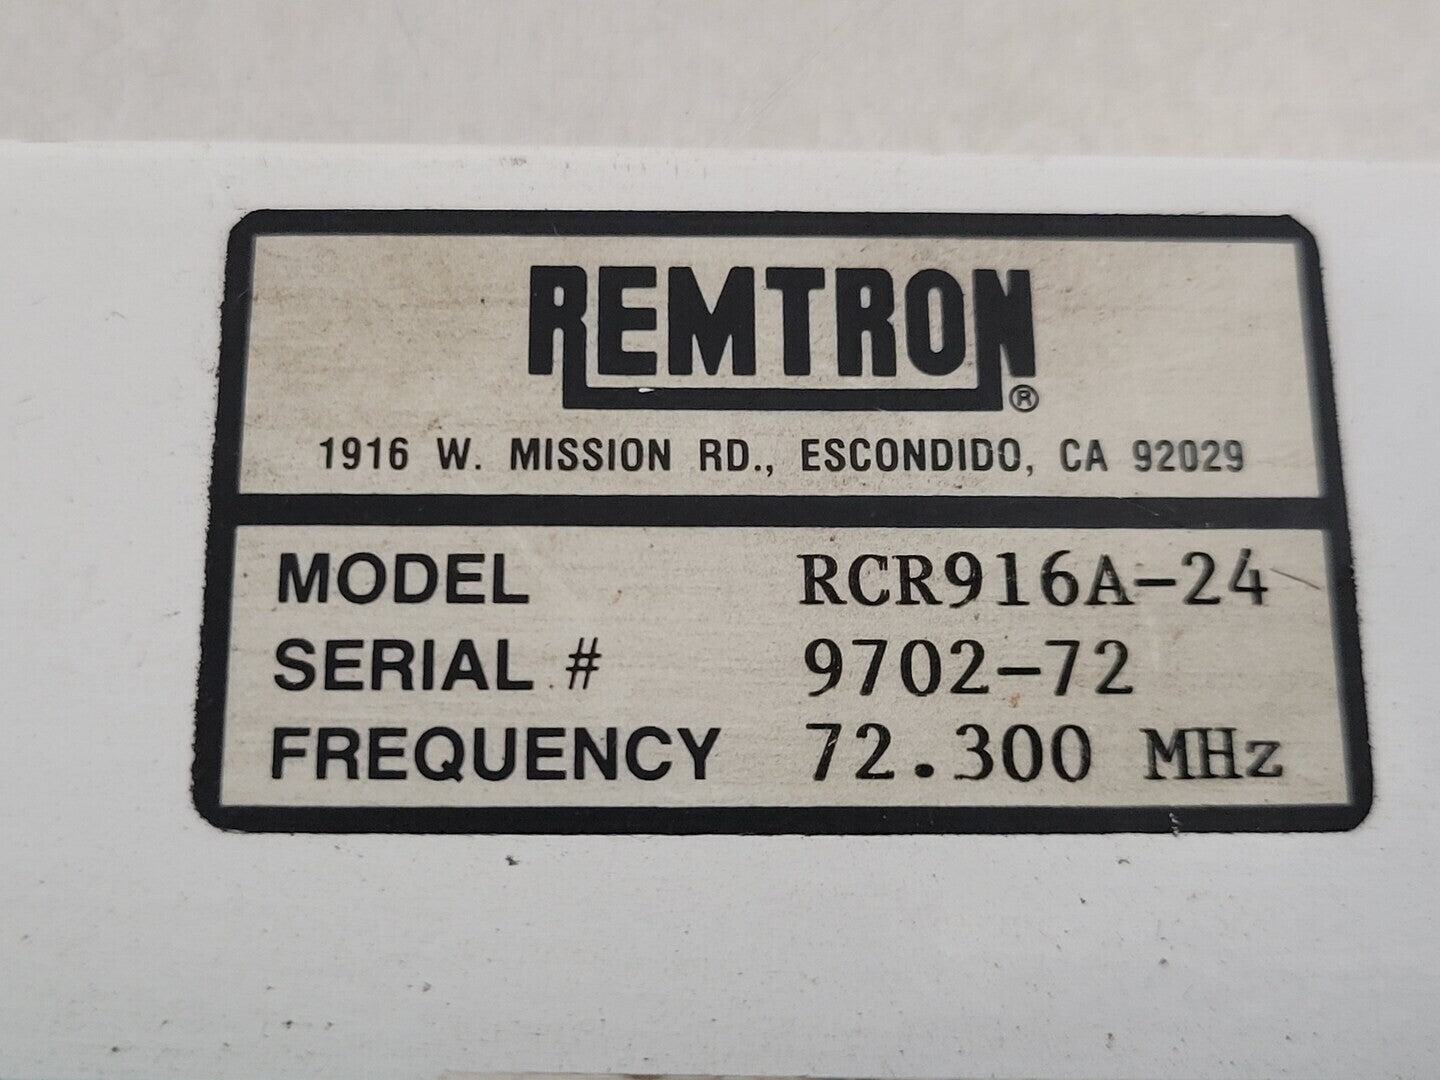 REMTRON®
1916 W. MISSION RD., ESCONDIDO, CA 92029
MODEL RCR916A-24
SERIAL # 9702-72
FREQUENCY 72.300 MHz